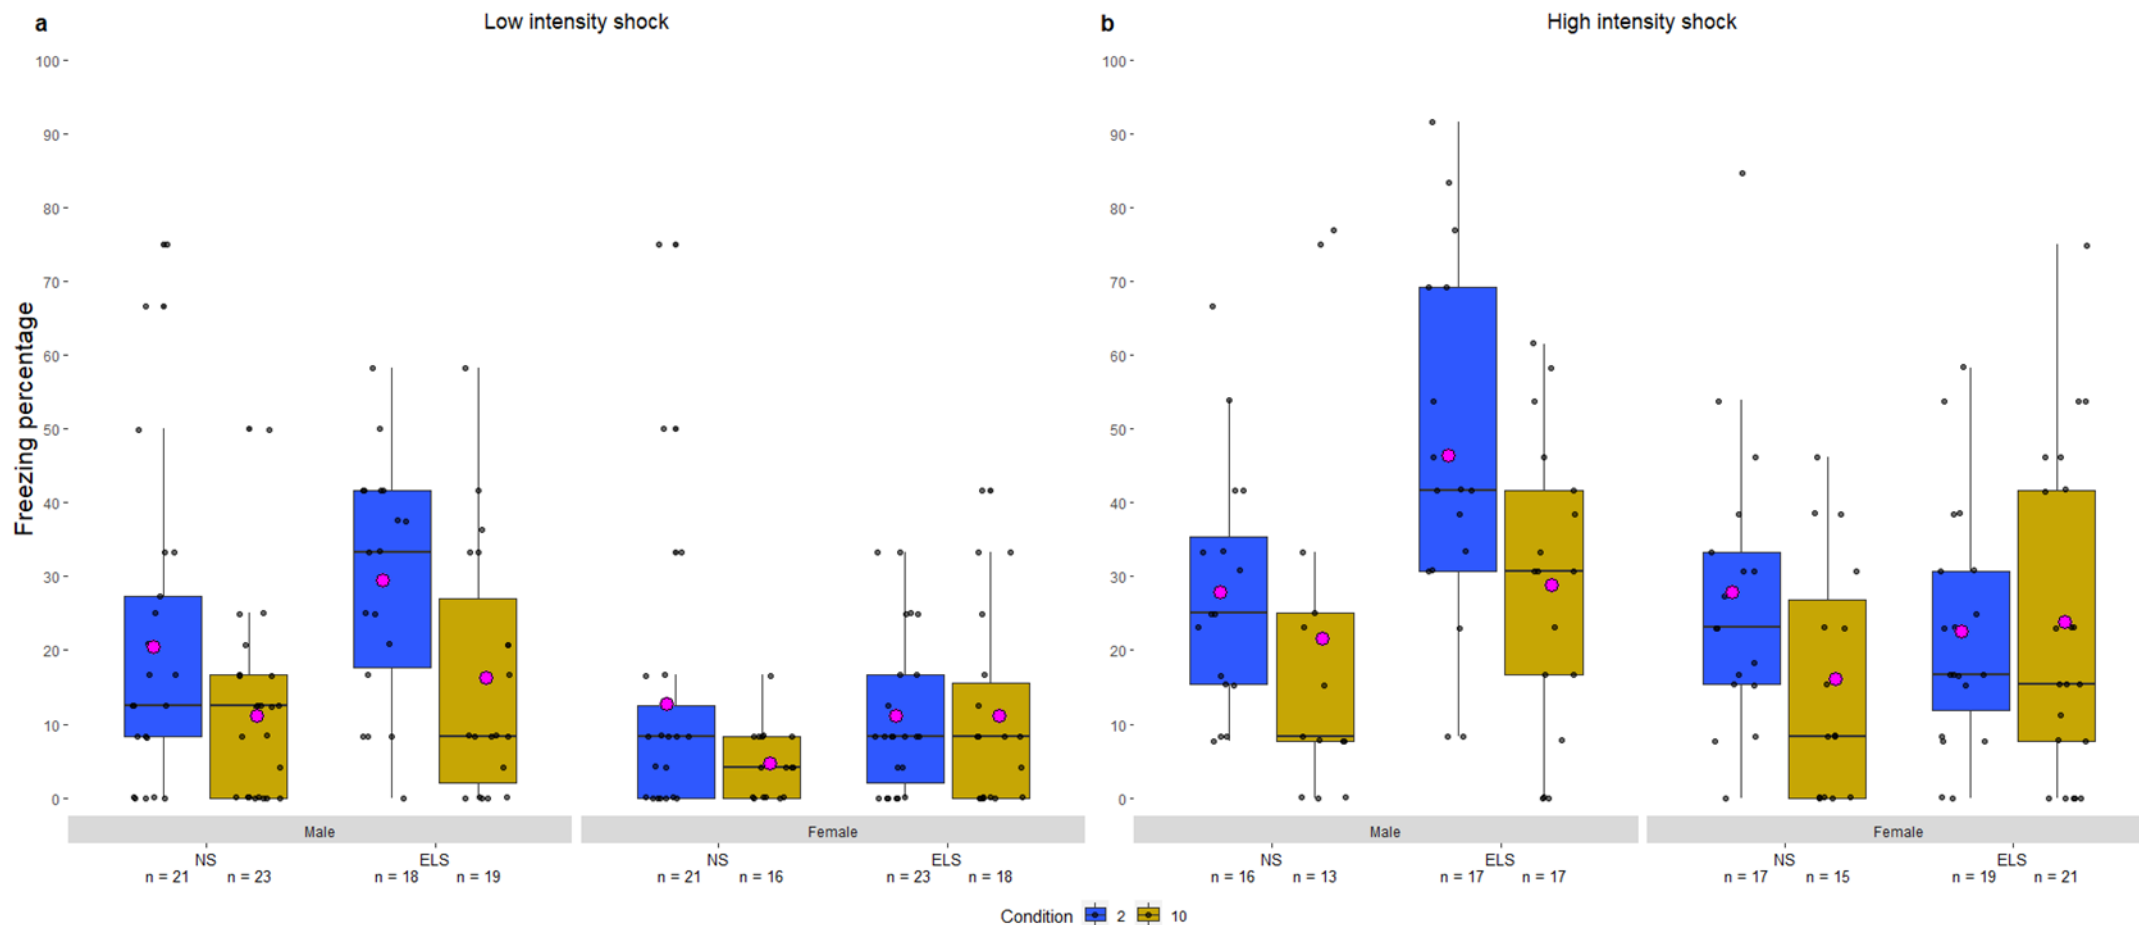 a
Low intensity shock
b
High intensity shock
Freezing percentage
100
90
80
70
60
50
40
30
20
10
0
100
90
80
70
60
50
40
30
20
10
0
Male
Female
Male
Female
NS
ELS
NS
ELS
NS
ELS
NS
ELS
n = 21 n = 23 n = 18 n = 19 n = 21 n = 16 n = 23 n = 18 n = 16 n = 13 n = 17 n = 17 n = 17 n = 15 n = 19 n = 21
Condition 2 10